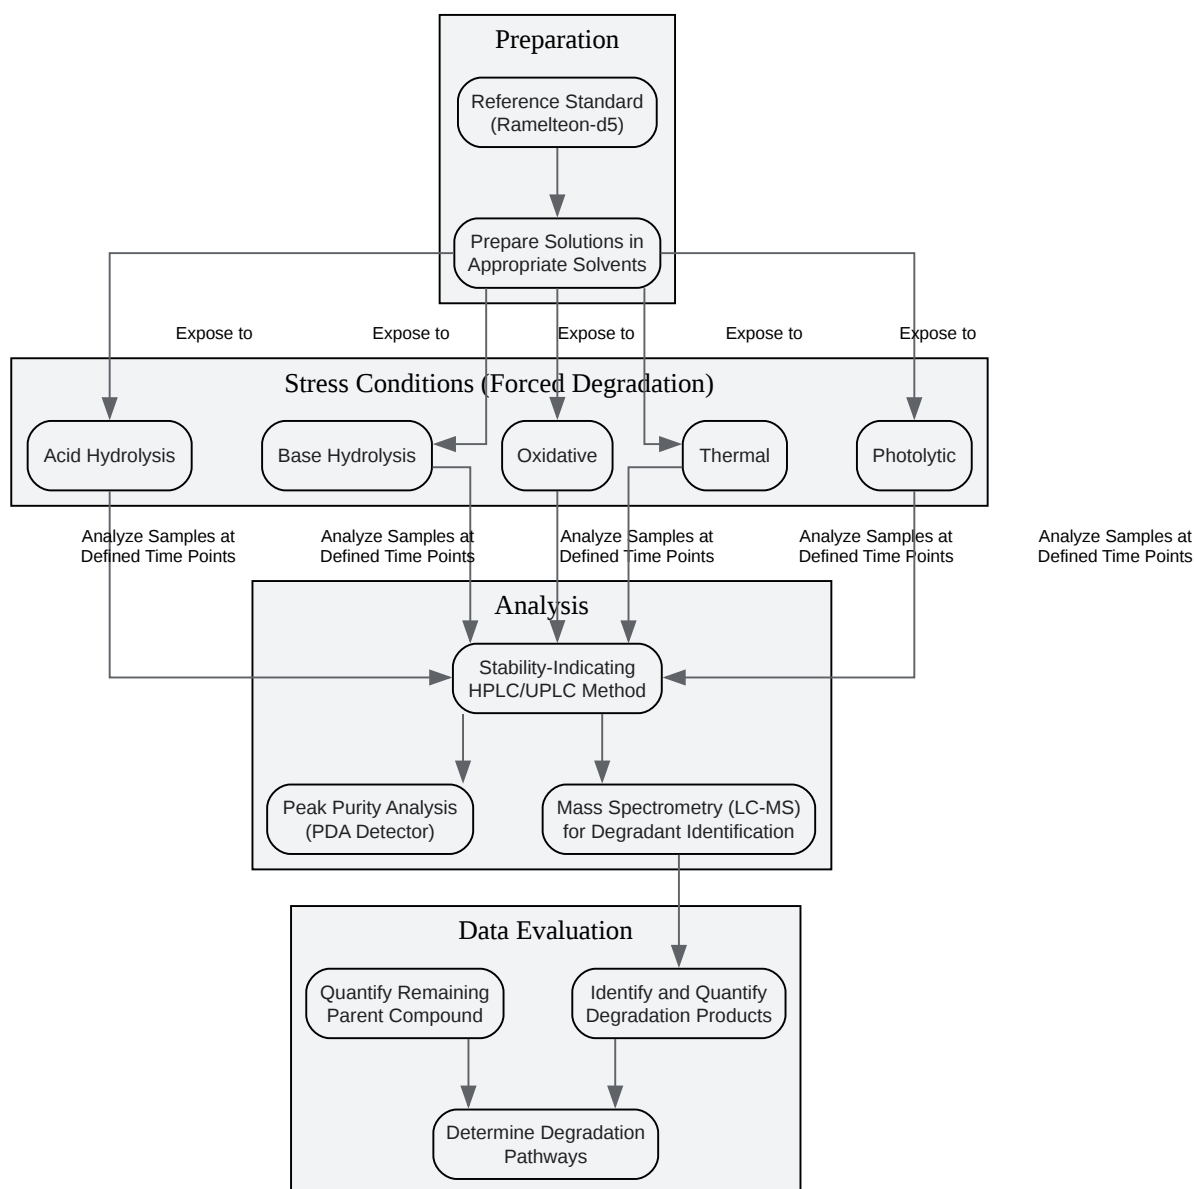 Preparation
Reference Standard
(Ramelteon-d5)
Prepare Solutions in
Appropriate Solvents
Expose to
Expose to
Expose to
Expose to
Expose to
Stress Conditions (Forced Degradation)
Acid Hydrolysis
Base Hydrolysis
Oxidative
Thermal
Photolytic
Analyze Samples at
Defined Time Points
Analyze Samples at
Defined Time Points
Analyze Samples at
Defined Time Points
Analyze Samples at
Defined Time Points
Analyze Samples at
Defined Time Points
Analysis
Stability-Indicating
HPLC/UPLC Method
Peak Purity Analysis
(PDA Detector)
Mass Spectrometry (LC-MS)
for Degradant Identification
Data Evaluation
Quantify Remaining
Parent Compound
Identify and Quantify
Degradation Products
Determine Degradation
Pathways